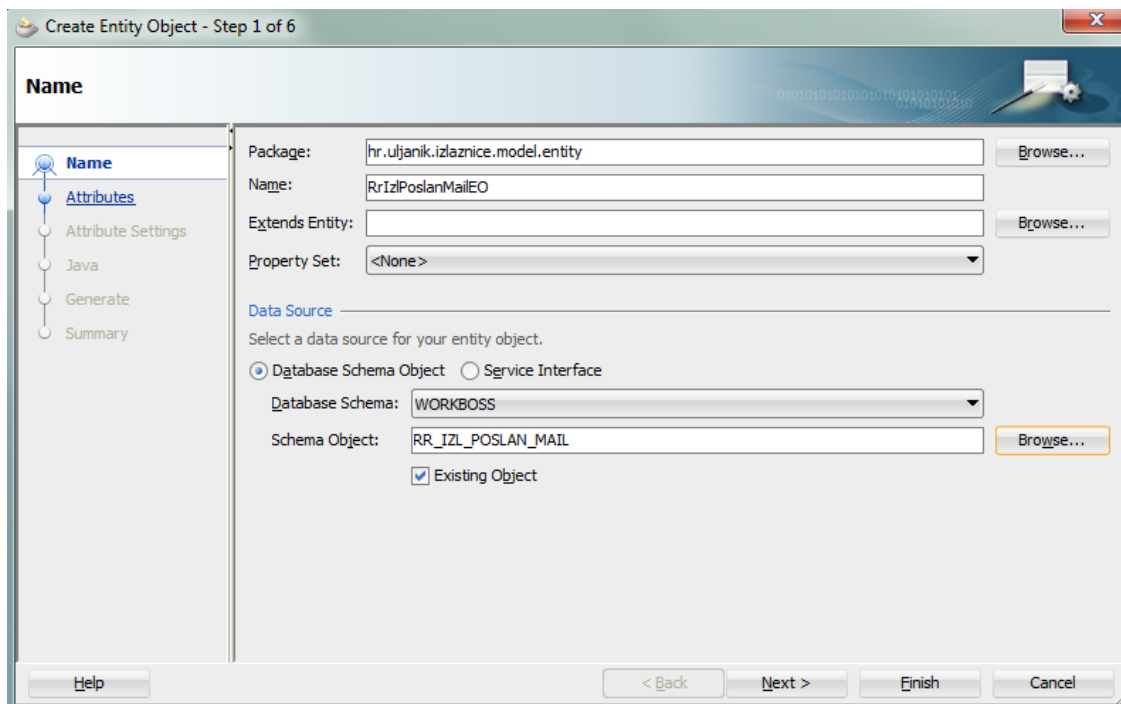 Create Entity Object - Step 1 of 6
Name
Name
Attributes
Attribute Settings
Java
Generate
Summary
Package: hr.uljanik.izlaznice.model.entity Browse...
Name: RrIzlPoslanMailEO
Extends Entity: Browse...
Property Set: <None>
Data Source
Select a data source for your entity object.
Database Schema Object Service Interface
Database Schema: WORKBOSS
Schema Object: RR_IZL_POSLAN_MAIL Browse...
Existing Object
Help < Back Next > Finish Cancel